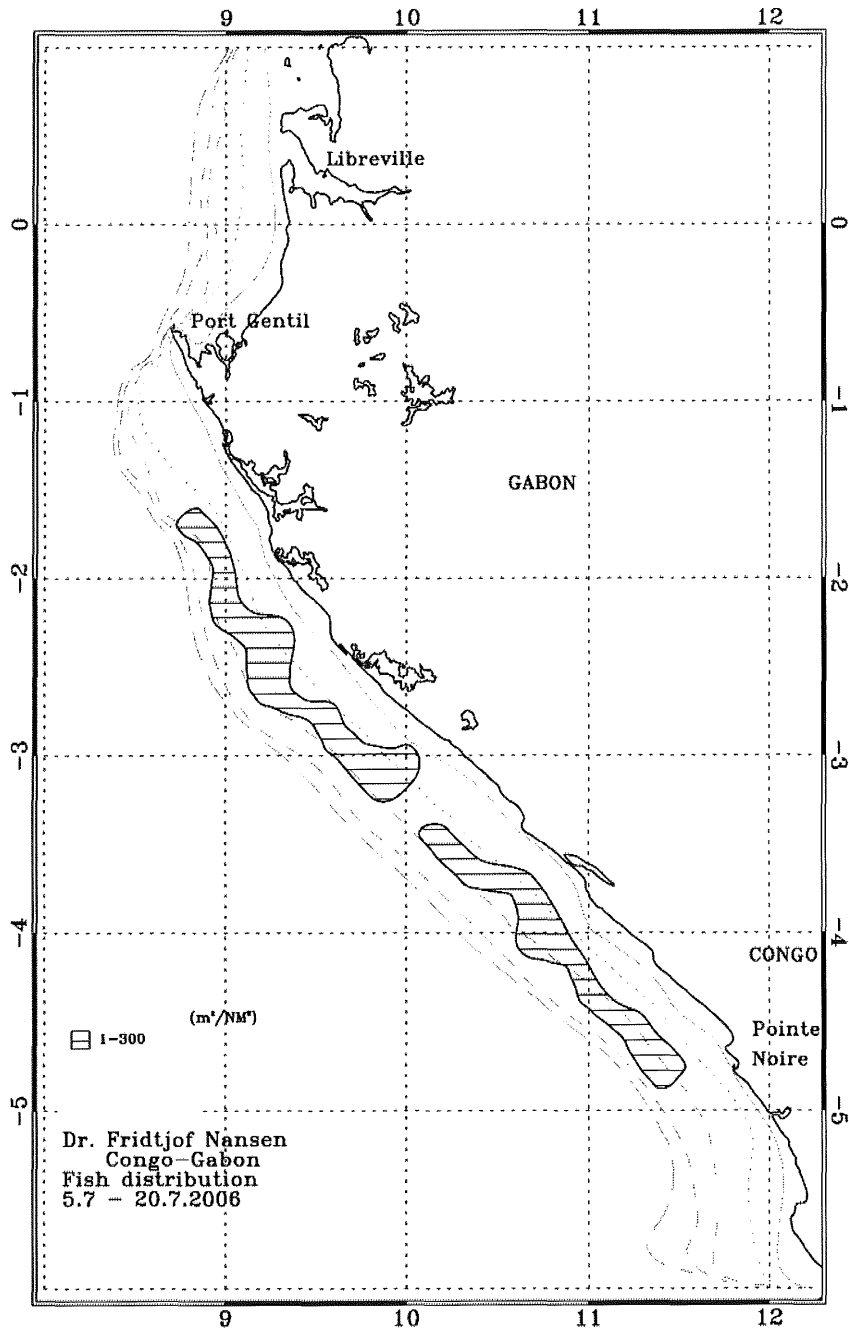 9 10 11 12
Libreville
0 0
Port Gentil
-1 -1
GABON
-2 -2
-3 -3
-4 -4
CONGO
(m²/NM²)
1-300
Pointe
Noire
-5 -5
Dr. Fridtjof Nansen
Congo-Gabon
Fish distribution
5.7 - 20.7.2006
9 10 11 12